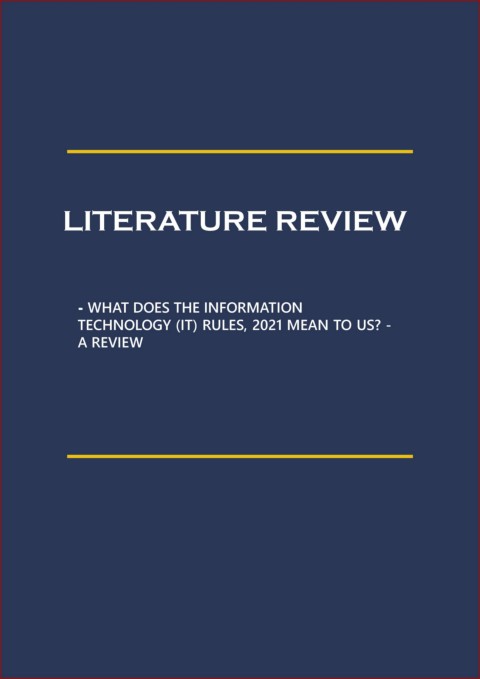 LITERATURE REVIEW
- WHAT DOES THE INFORMATION
TECHNOLOGY (IT) RULES, 2021 MEAN TO US? -
A REVIEW